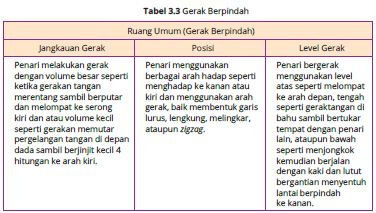 Tabel 3.3 Gerak Berpindah
Ruang Umum (Gerak Berpindah)
Jangkauan Gerak
Posisi
Level Gerak
Penari melakukan gerak
dengan volume besar seperti
ketika gerakan tangan
merentang sambil berputar
dan melompat ke serong
kiri dan atau volume kecil
seperti gerakan memutar
pergelangan tangan di depan
dada sambil berjinjit kecil 4
hitungan ke arah kiri.
Penari menggunakan
berbagai arah hadap seperti
menghadap ke kanan atau
kiri dan menggunakan arah
gerak, baik membentuk garis
lurus, lengkung, melingkar,
ataupun zigzag.
Penari bergerak
menggunakan level
atas seperti melompat
ke arah depan, tengah
seperti geraktangan di
bahu sambil bertukar
tempat dengan penari
lain, ataupun bawah
seperti menjongkok
kemudian berjalan
dengan kaki dan lutut
bergantian menyentuh
lantai berpindah
ke kanan.